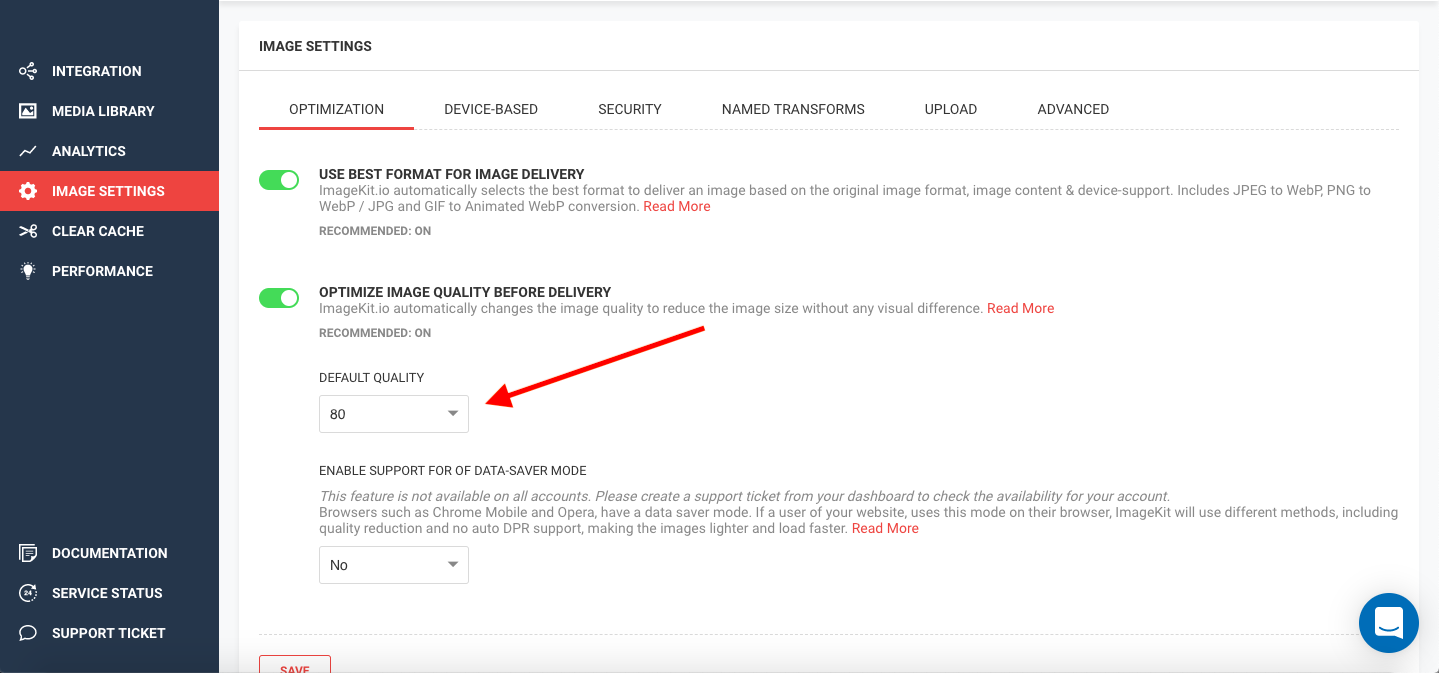 INTEGRATION
MEDIA LIBRARY
ANALYTICS
IMAGE SETTINGS
CLEAR CACHE
PERFORMANCE
DOCUMENTATION
24
SERVICE STATUS
SUPPORT TICKET
IMAGE SETTINGS
OPTIMIZATION DEVICE-BASED SECURITY NAMED TRANSFORMS UPLOAD ADVANCED
USE BEST FORMAT FOR IMAGE DELIVERY
ImageKit.io automatically selects the best format to deliver an image based on the original image format, image content & device-support. Includes JPEG to WebP, PNG to
WebP / JPG and GIF to Animated WebP conversion. Read More
RECOMMENDED: ON
OPTIMIZE IMAGE QUALITY BEFORE DELIVERY
ImageKit.io automatically changes the image quality to reduce the image size without any visual difference. Read More
RECOMMENDED: ON
DEFAULT QUALITY
80
ENABLE SUPPORT FOR OF DATA-SAVER MODE
This feature is not available on all accounts. Please create a support ticket from your dashboard to check the availability for your account.
Browsers such as Chrome Mobile and Opera, have a data saver mode. If a user of your website, uses this mode on their browser, ImageKit will use different methods, including
quality reduction and no auto DPR support, making the images lighter and load faster. Read More
No
SAVE